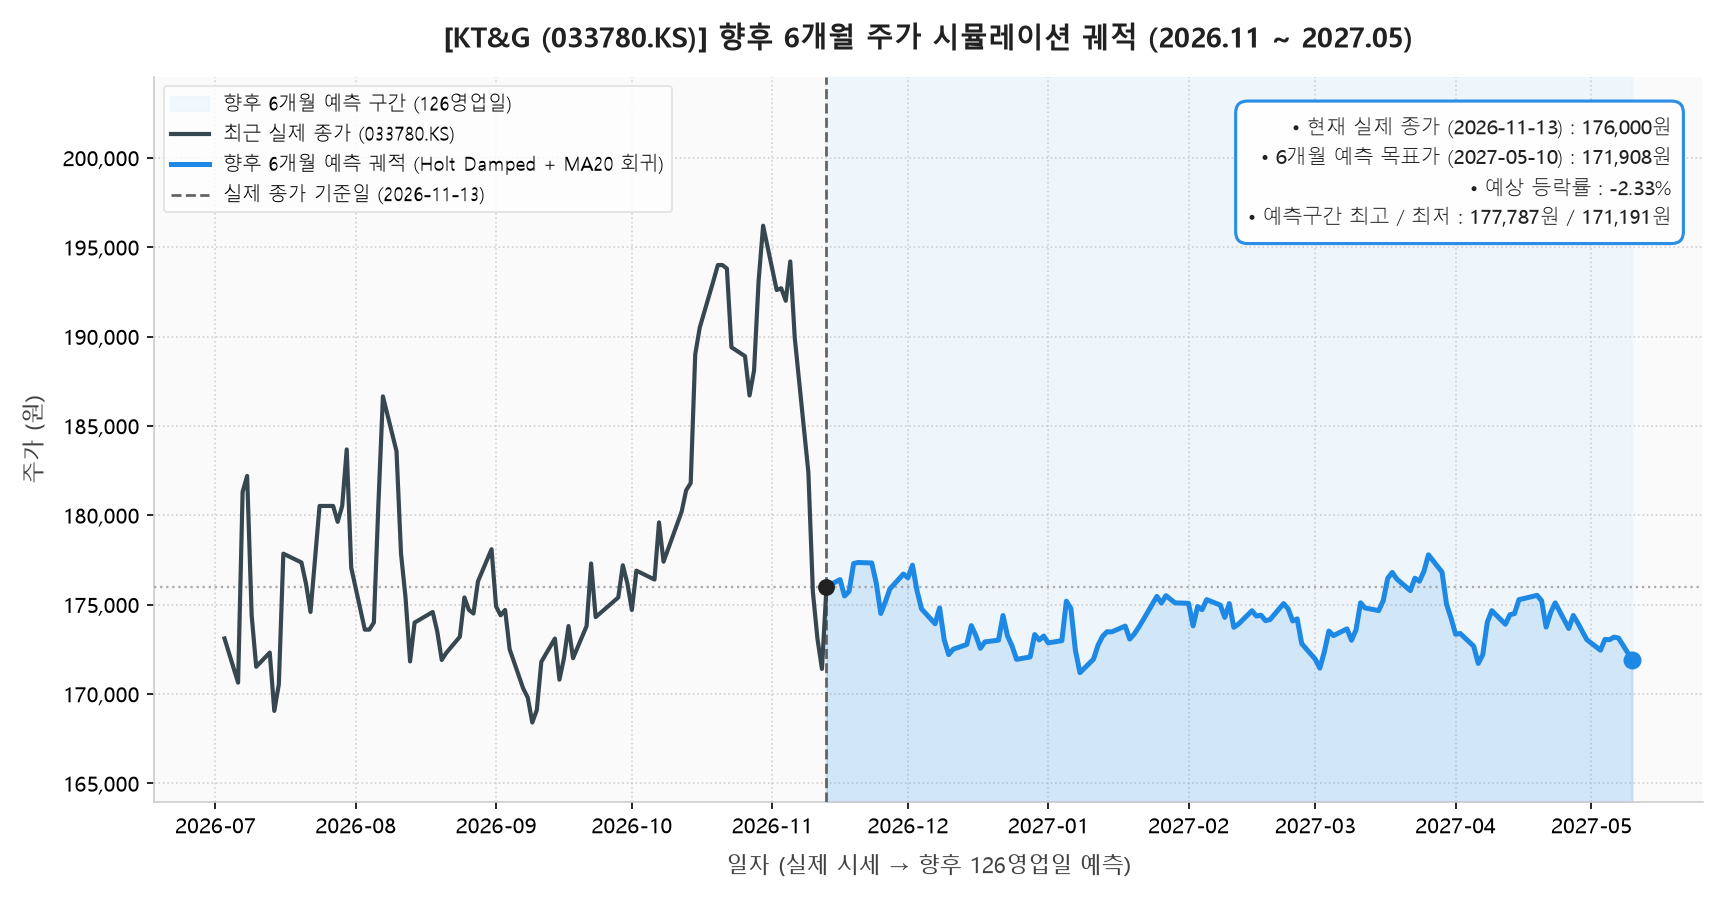 [KT&G (033780.KS)] 향후 6개월 주가 시뮬레이션 궤적 (2026.11 ~ 2027.05)
향후 6개월 예측 구간 (126영업일)
최근 실제 종가 (033780.KS)
향후 6개월 예측 궤적 (Holt Damped + MA20 회귀)
실제 종가 기준일 (2026-11-13)
• 현재 실제 종가 (2026-11-13) : 176,000원
• 6개월 예측 목표가 (2027-05-10) : 171,908원
• 예상 등락률 : -2.33%
• 예측구간 최고 / 최저 : 177,787원 / 171,191원
주가 (원)
200,000
195,000
190,000
185,000
180,000
175,000
170,000
165,000
2026-07 2026-08 2026-09 2026-10 2026-11 2026-12 2027-01 2027-02 2027-03 2027-04 2027-05
일자 (실제 시세 → 향후 126영업일 예측)